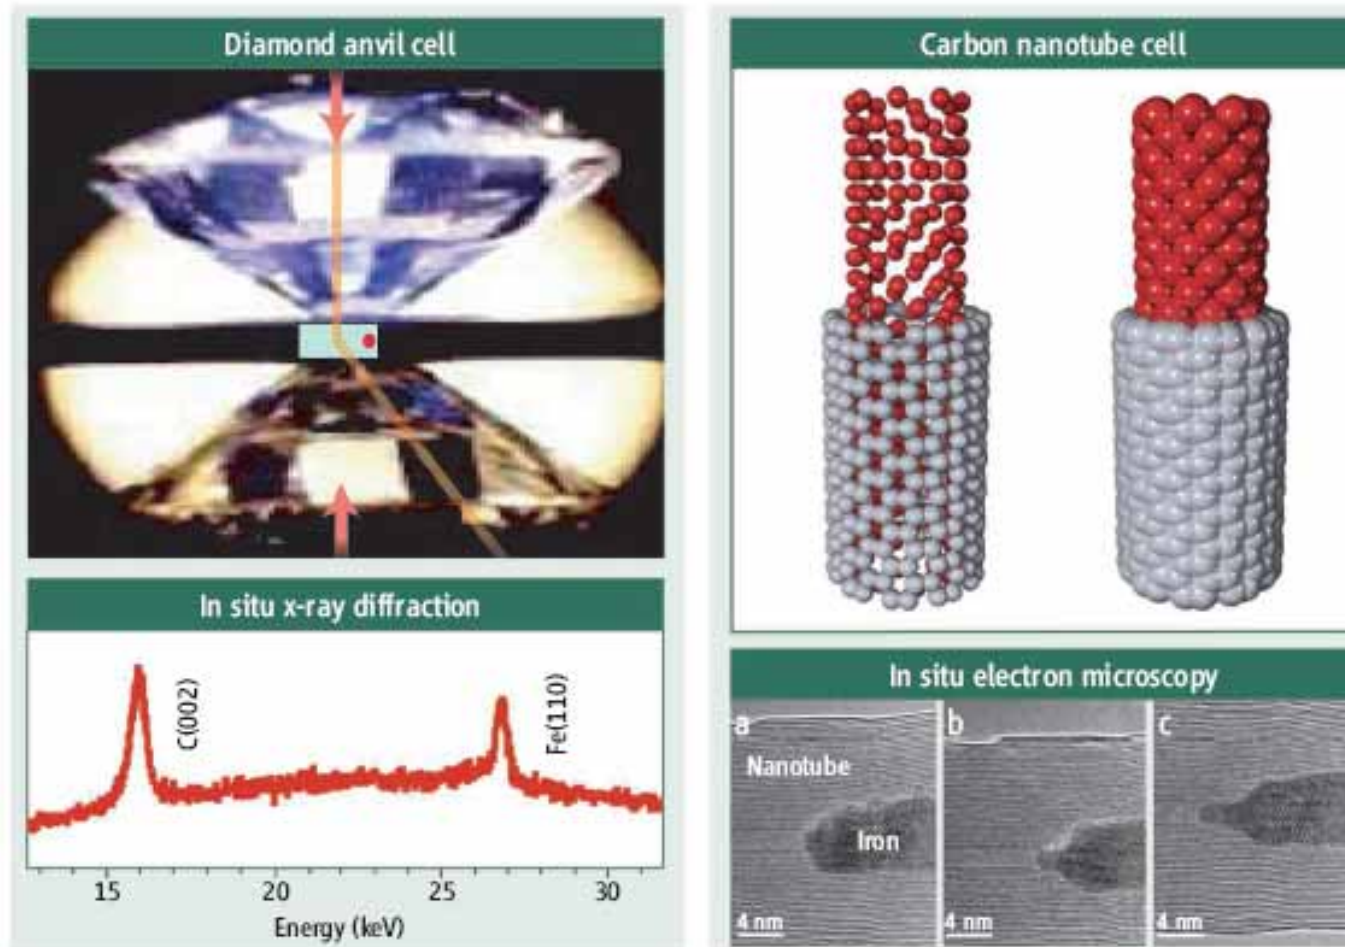 Diamond anvil cell
In situ x-ray diffraction
C(002)
Fe(110)
15
20
25
30
Energy (keV)
Carbon nanotube cell
In situ electron microscopy
a
b
c
Nanotube
Iron
4 nm
4 nm
4 nm